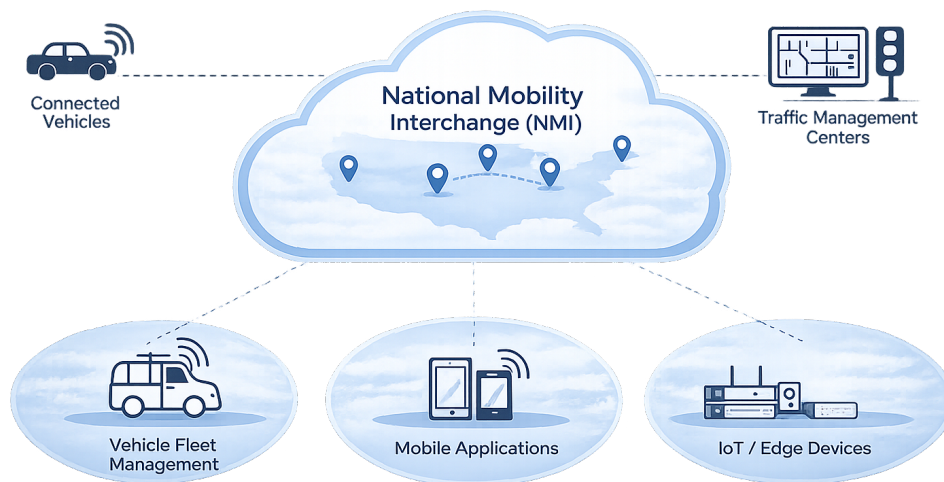 National Mobility
Interchange (NMI)
Connected
Vehicles
Traffic Management
Centers
Vehicle Fleet
Management
Mobile Applications
IoT / Edge Devices